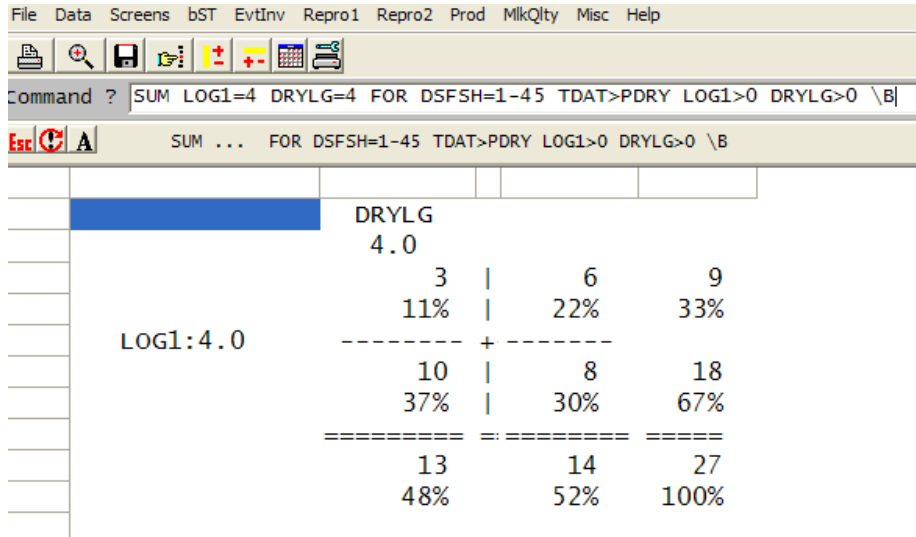 File Data Screens bST EvtInv Repro1 Repro2 Prod MlkQlty Misc Help
Command ? SUM LOG1=4 DRYLG=4 FOR DSFSH=1-45 TDAT>PDRY LOG1>0 DRYLG>0 \B
Esc A SUM ... FOR DSFSH=1-45 TDAT>PDRY LOG1>0 DRYLG>0 \B
DRYLG
4.0
3 | 6 9
11% | 22% 33%
LOG1:4.0 -------- + -------
10 | 8 18
37% | 30% 67%
========= = ======== =====
13 14 27
48% 52% 100%